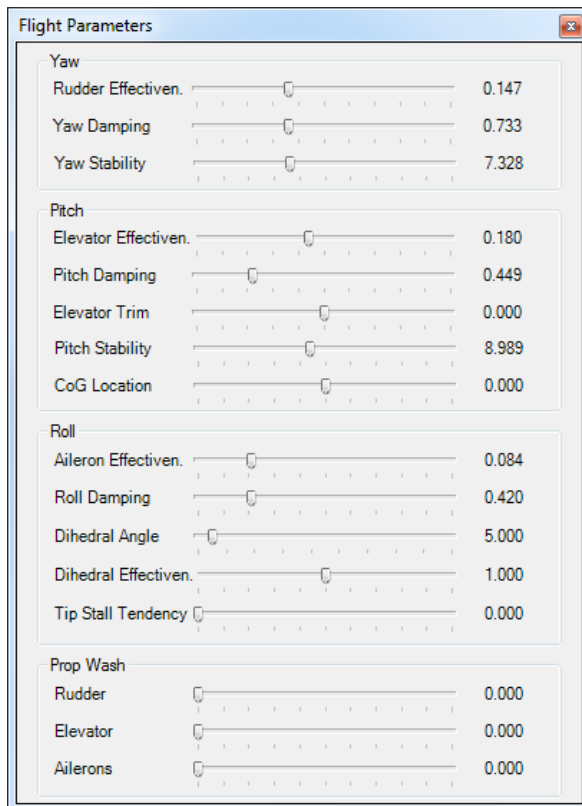 Flight Parameters
Yaw
Rudder Effectiven. 0.147
Yaw Damping 0.733
Yaw Stability 7.328
Pitch
Elevator Effectiven. 0.180
Pitch Damping 0.449
Elevator Trim 0.000
Pitch Stability 8.989
CoG Location 0.000
Roll
Aileron Effectiven. 0.084
Roll Damping 0.420
Dihedral Angle 5.000
Dihedral Effectiven. 1.000
Tip Stall Tendency 0.000
Prop Wash
Rudder 0.000
Elevator 0.000
Ailerons 0.000